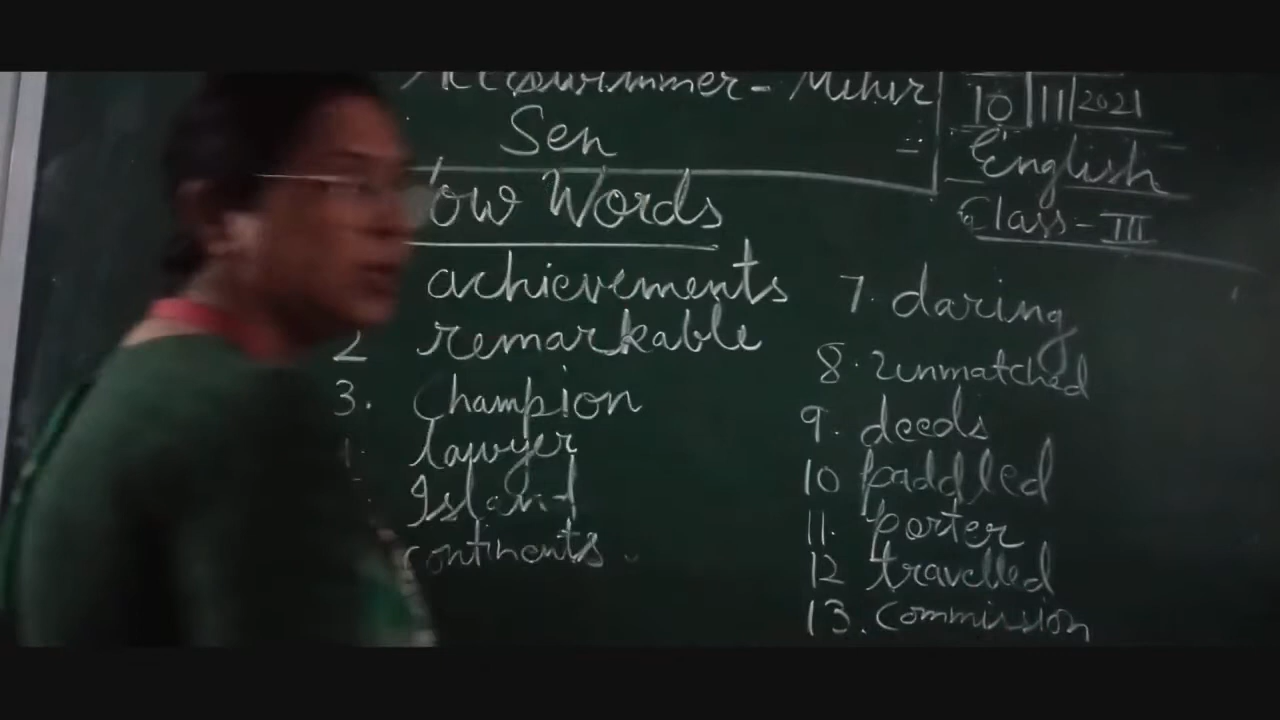 swimmer - Mihir
Sen
10/11/2021
English
Class - III
Words
achievements
2 remarkable
3. Champion
lawyer
Island
continents
7. daring
8. unmatched
9. deeds
10 paddled
11. porter
12 travelled
13. Commission